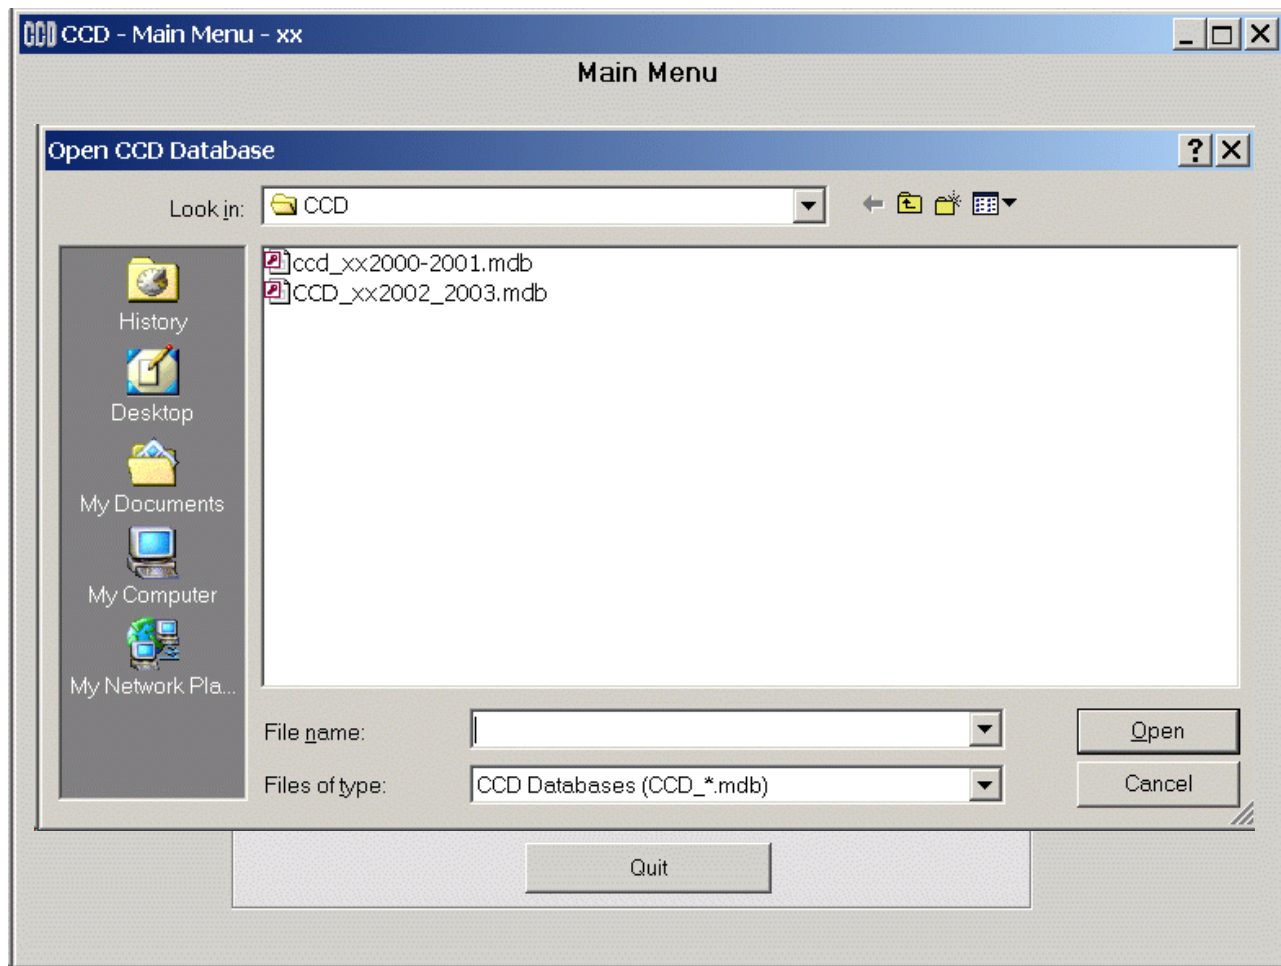 CCD CCD - Main Menu - xx
Main Menu
Open CCD Database
Look in: CCD
ccd_xx2000-2001.mdb
CCD_xx2002_2003.mdb
History
Desktop
My Documents
My Computer
My Network Pla...
File name:
Open
Files of type: CCD Databases (CCD_*.mdb)
Cancel
Quit